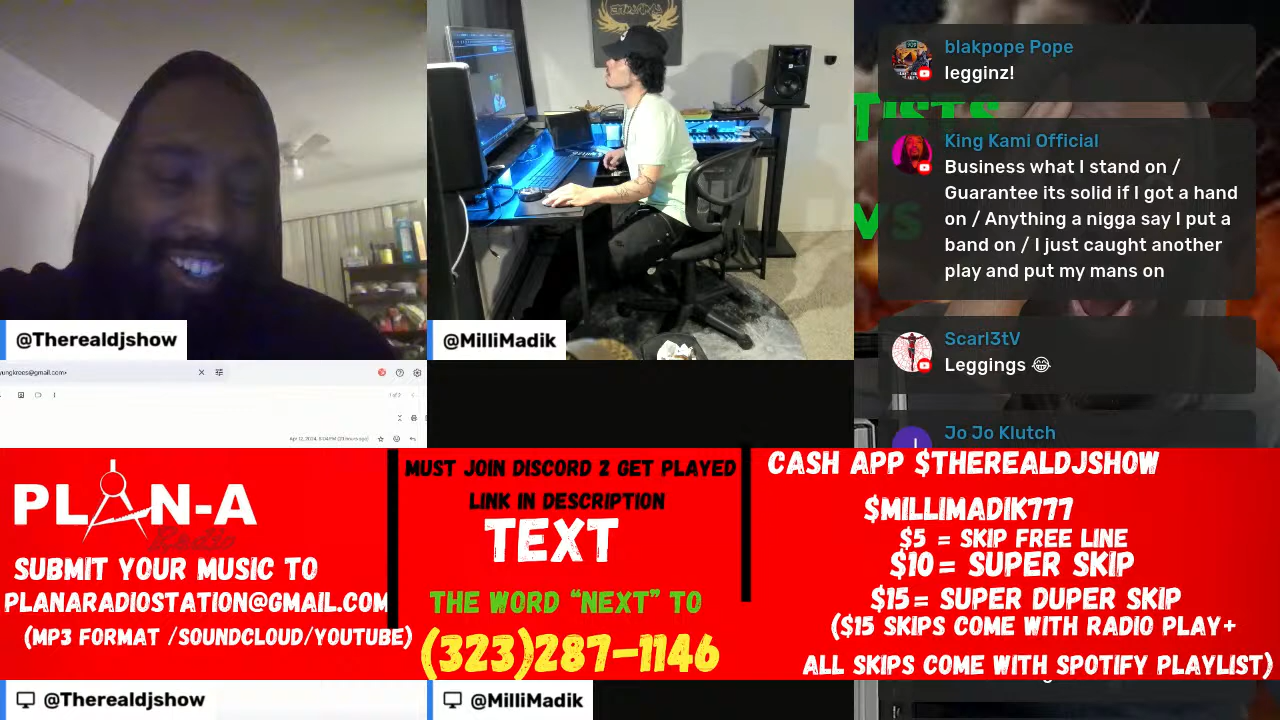 blakpope Pope
legginz!
King Kami Official
Business what I stand on /
Guarantee its solid if I got a hand
on / Anything a nigga say I put a
band on / I just caught another
play and put my mans on
Scarl3tV
Leggings 😂
Jo Jo Klutch
@Therealdjshow
@MilliMadik
PLAN-A
Radio
SUBMIT YOUR MUSIC TO
PLANARADIOSTATION@GMAIL.COM
(MP3 FORMAT /SOUNDCLOUD/YOUTUBE)
MUST JOIN DISCORD 2 GET PLAYED
LINK IN DESCRIPTION
TEXT
THE WORD “NEXT” TO
(323)287-1146
CASH APP $THEREALDJSHOW
$MILLIMADIK777
$5 = SKIP FREE LINE
$10 = SUPER SKIP
$15= SUPER DUPER SKIP
($15 SKIPS COME WITH RADIO PLAY+
ALL SKIPS COME WITH SPOTIFY PLAYLIST)
@Therealdjshow
@MilliMadik